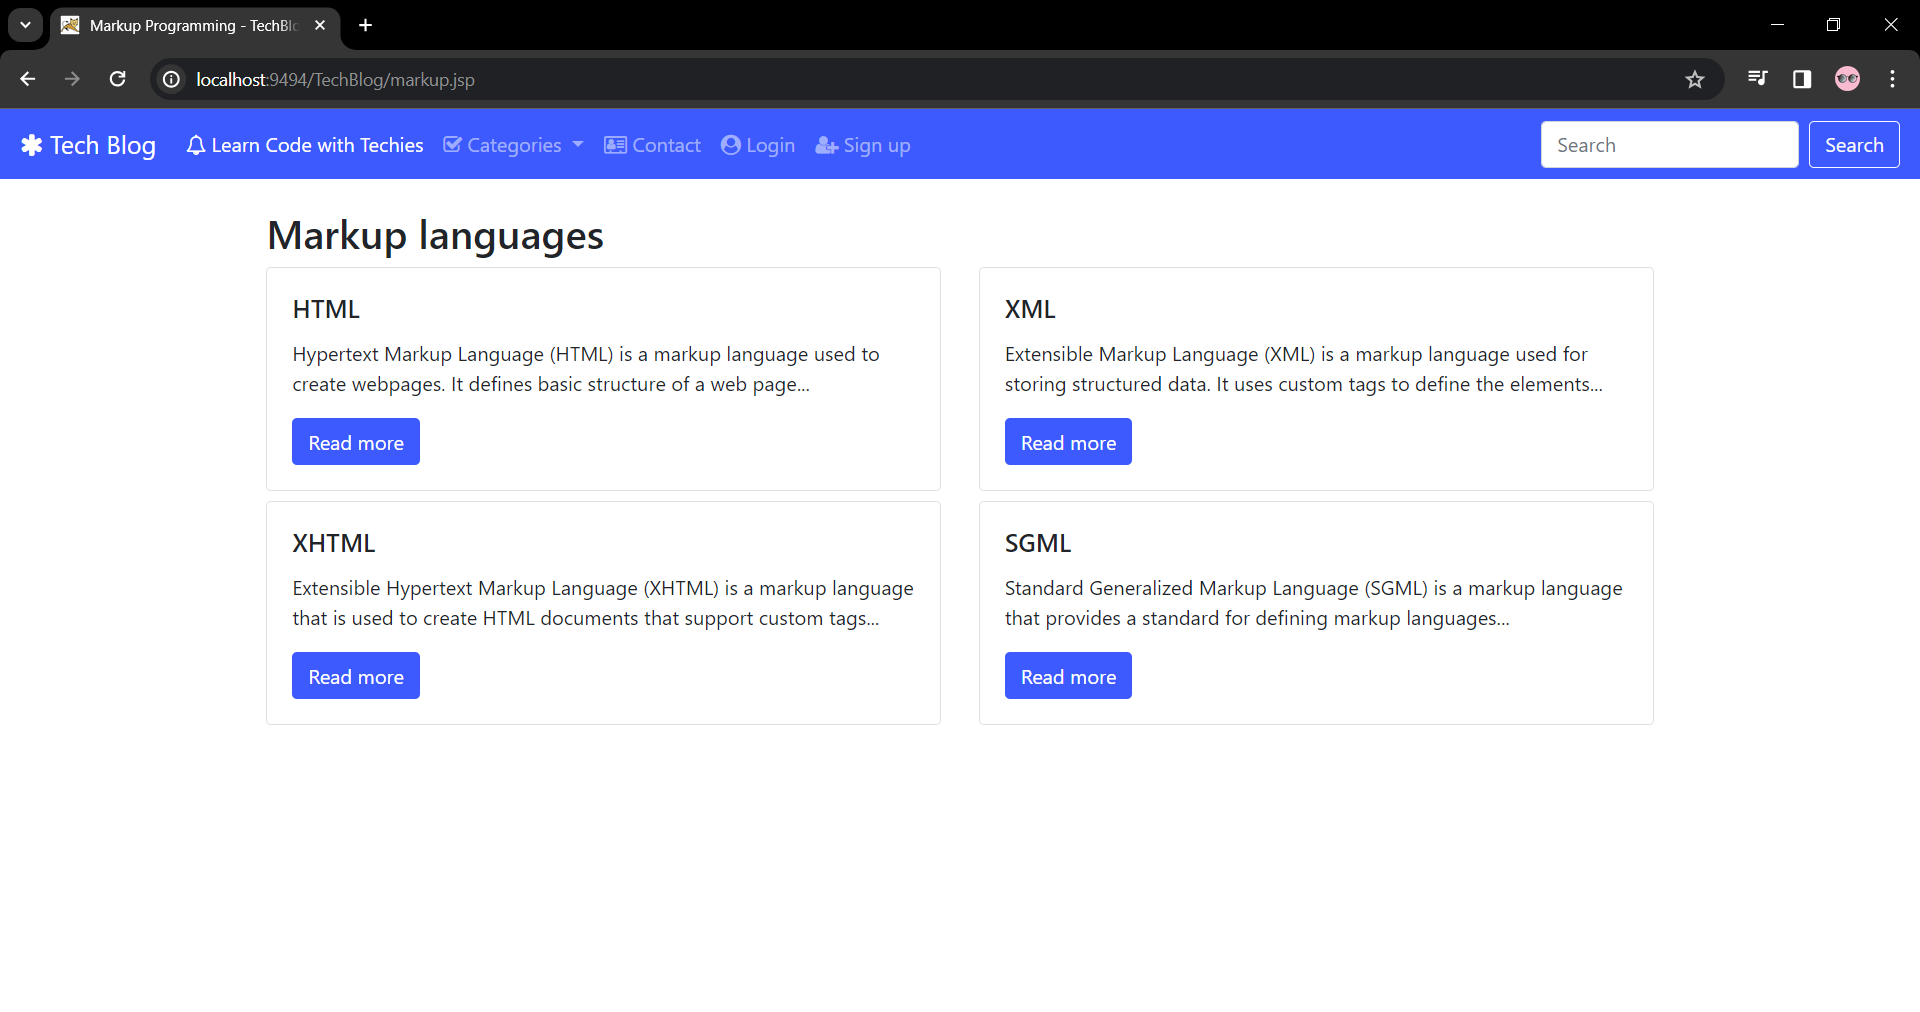 Markup Programming - TechBlo
localhost:9494/TechBlog/markup.jsp
Tech Blog Learn Code with Techies Categories Contact Login Sign up Search Search
Markup languages
HTML
Hypertext Markup Language (HTML) is a markup language used to
create webpages. It defines basic structure of a web page...
Read more
XML
Extensible Markup Language (XML) is a markup language used for
storing structured data. It uses custom tags to define the elements...
Read more
XHTML
Extensible Hypertext Markup Language (XHTML) is a markup language
that is used to create HTML documents that support custom tags...
Read more
SGML
Standard Generalized Markup Language (SGML) is a markup language
that provides a standard for defining markup languages...
Read more